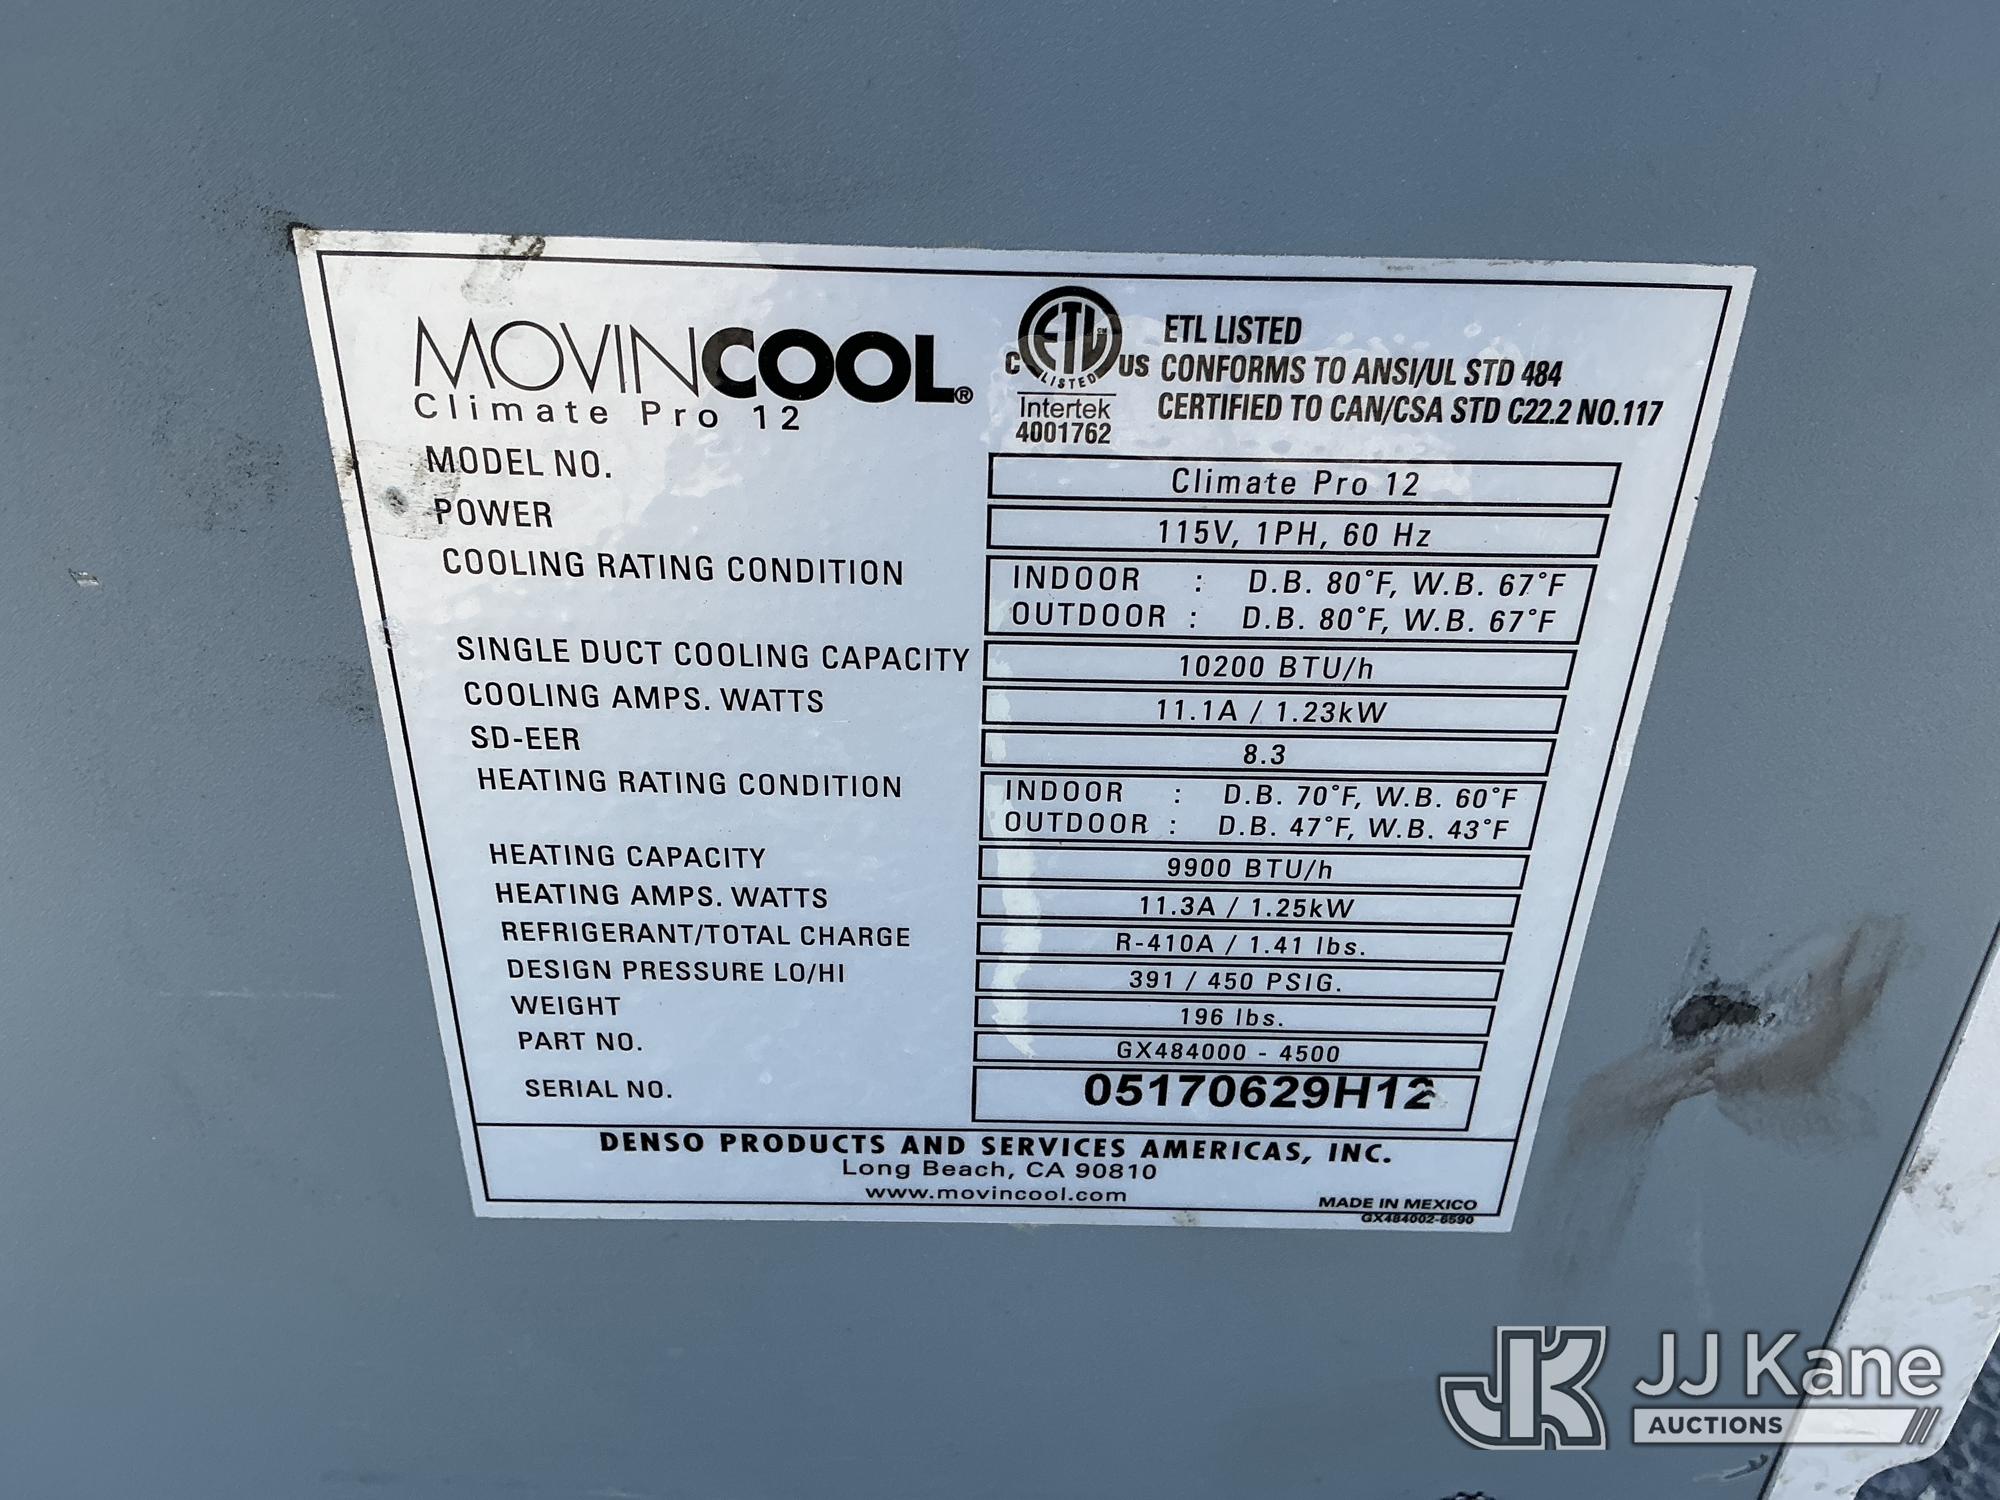 MOVINCOOL®
Climate Pro 12
C ETL CM LISTED US
Intertek
4001762
ETL LISTED
CONFORMS TO ANSI/UL STD 484
CERTIFIED TO CAN/CSA STD C22.2 NO.117
MODEL NO. Climate Pro 12
POWER 115V, 1PH, 60 Hz
COOLING RATING CONDITION INDOOR : D.B. 80°F, W.B. 67°F
OUTDOOR : D.B. 80°F, W.B. 67°F
SINGLE DUCT COOLING CAPACITY 10200 BTU/h
COOLING AMPS. WATTS 11.1A / 1.23kW
SD-EER 8.3
HEATING RATING CONDITION INDOOR : D.B. 70°F, W.B. 60°F
OUTDOOR : D.B. 47°F, W.B. 43°F
HEATING CAPACITY 9900 BTU/h
HEATING AMPS. WATTS 11.3A / 1.25kW
REFRIGERANT/TOTAL CHARGE R-410A / 1.41 lbs.
DESIGN PRESSURE LO/HI 391 / 450 PSIG.
WEIGHT 196 lbs.
PART NO. GX484000 - 4500
SERIAL NO. 05170629H12
DENSO PRODUCTS AND SERVICES AMERICAS, INC.
Long Beach, CA 90810
www.movincool.com
MADE IN MEXICO
GX484002-6590
JK JJ Kane
AUCTIONS